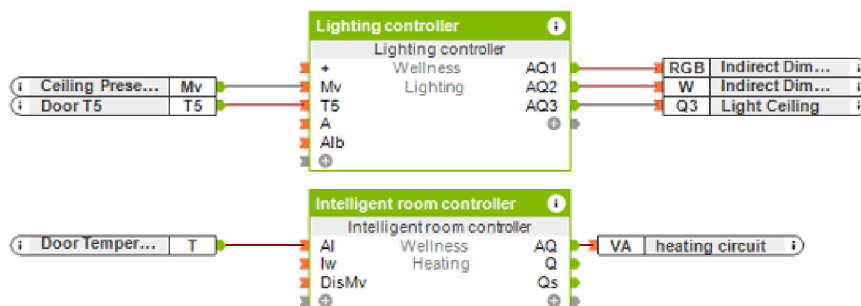 Lighting controller i
Lighting controller
+ Wellness AQ1 RGB Indirect Dim... i
i Ceiling Prese... Mv Mv Lighting AQ2 W Indirect Dim... i
i Door T5 T5 T5 AQ3 Q3 Light Ceiling i
A
AIb
Intelligent room controller i
Intelligent room controller
i Door Temper... T AI Wellness AQ VA heating circuit i
Iw Heating Q
DisMv Qs